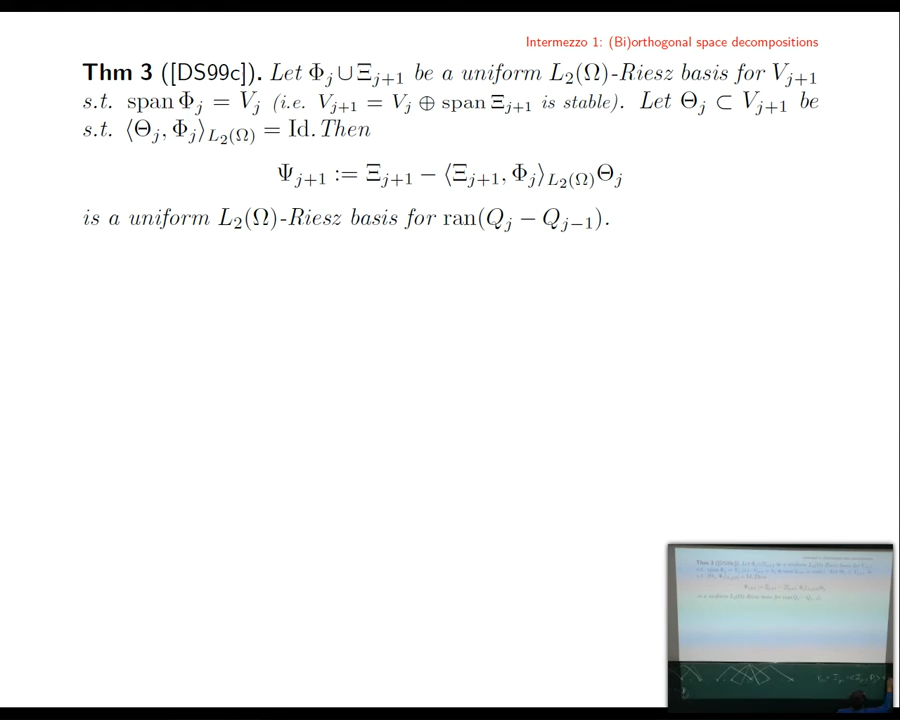 Intermezzo 1: (Bi)orthogonal space decompositions
Thm 3 ([DS99c]). Let Φ_j ∪ Ξ_{j+1} be a uniform L_2(Ω)-Riesz basis for V_{j+1}
s.t. span Φ_j = V_j (i.e. V_{j+1} = V_j ⊕ span Ξ_{j+1} is stable). Let Θ_j ⊂ V_{j+1} be
s.t. ⟨Θ_j, Φ_j⟩_{L_2(Ω)} = Id. Then
Ψ_{j+1} := Ξ_{j+1} − ⟨Ξ_{j+1}, Φ_j⟩_{L_2(Ω)}Θ_j
is a uniform L_2(Ω)-Riesz basis for ran(Q_j − Q_{j−1}).